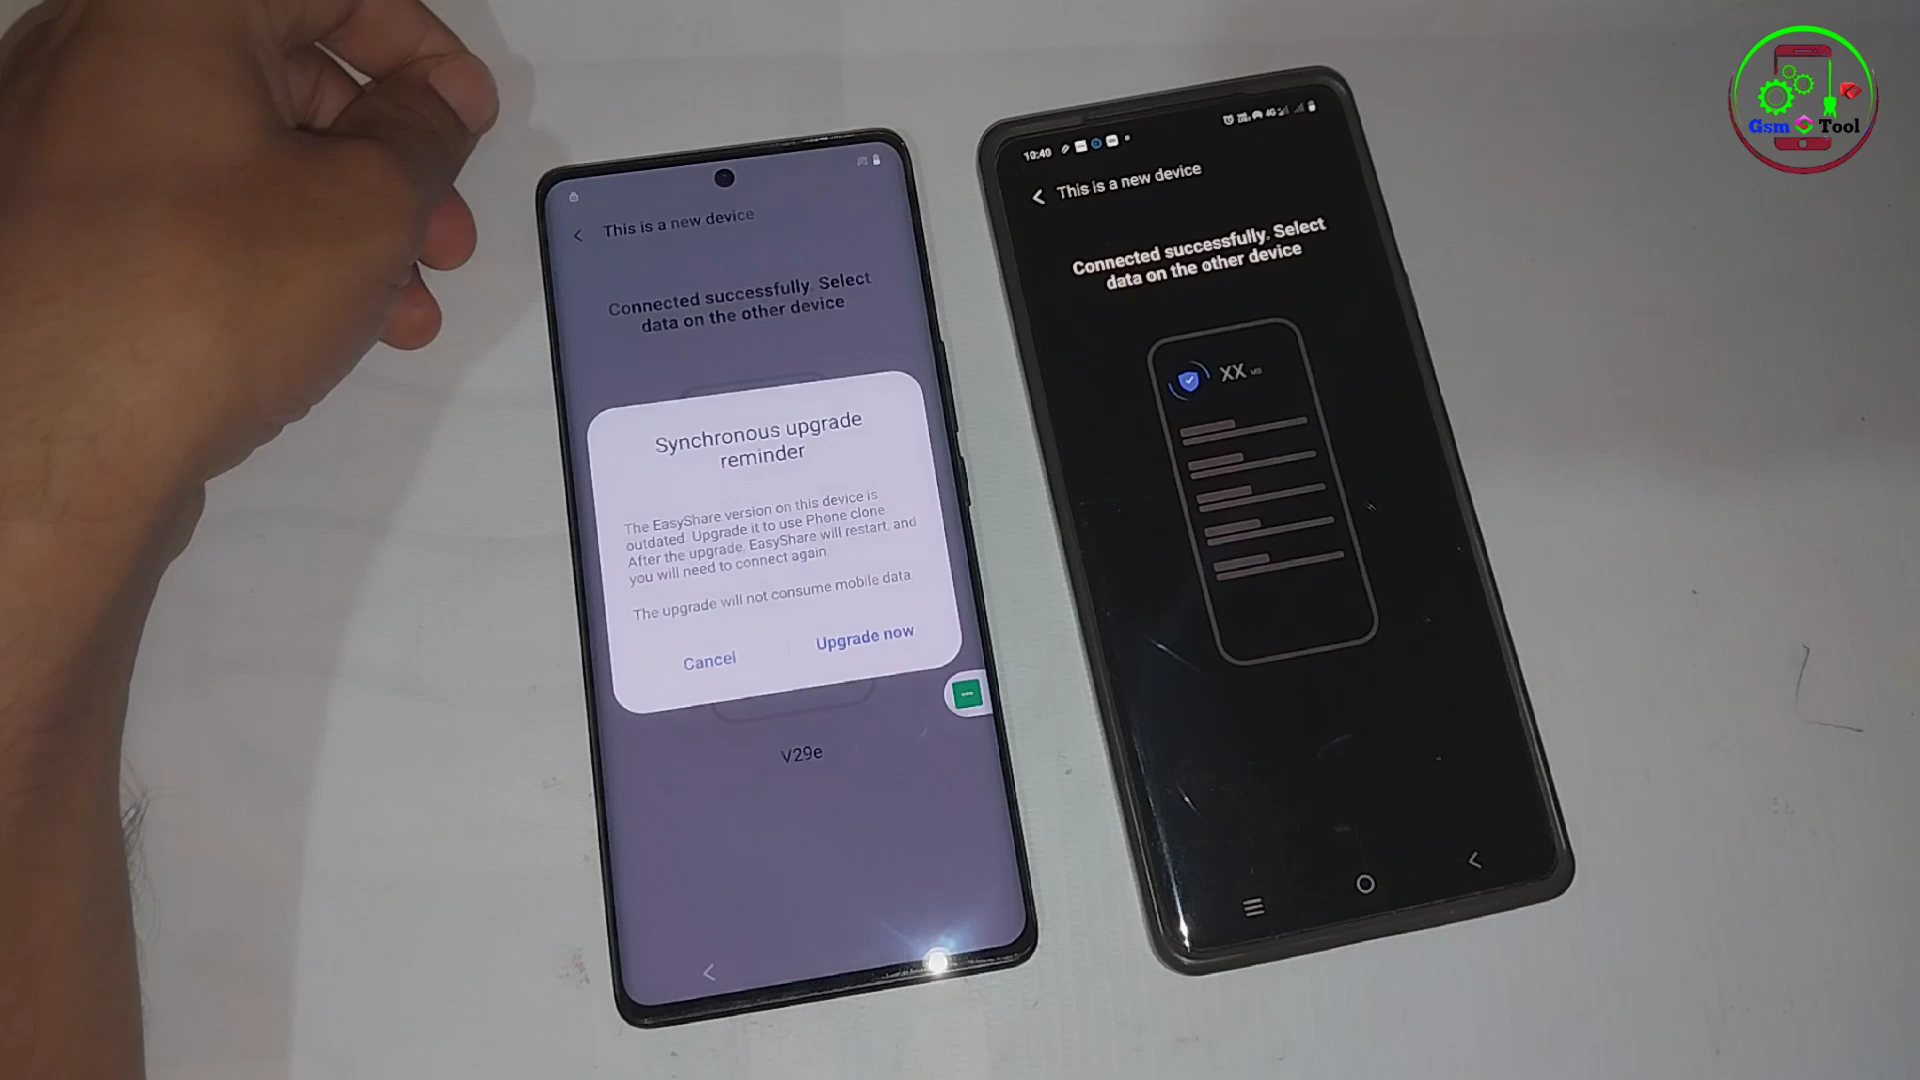 This is a new device
Connected successfully. Select
data on the other device
Synchronous upgrade
reminder
The EasyShare version on this device is
outdated. Upgrade it to use Phone clone
After the upgrade, EasyShare will restart, and
you will need to connect again.
The upgrade will not consume mobile data.
Cancel
Upgrade now
V29e
10:40
4G
This is a new device
Connected successfully. Select
data on the other device
XX MB
Gsm Tool